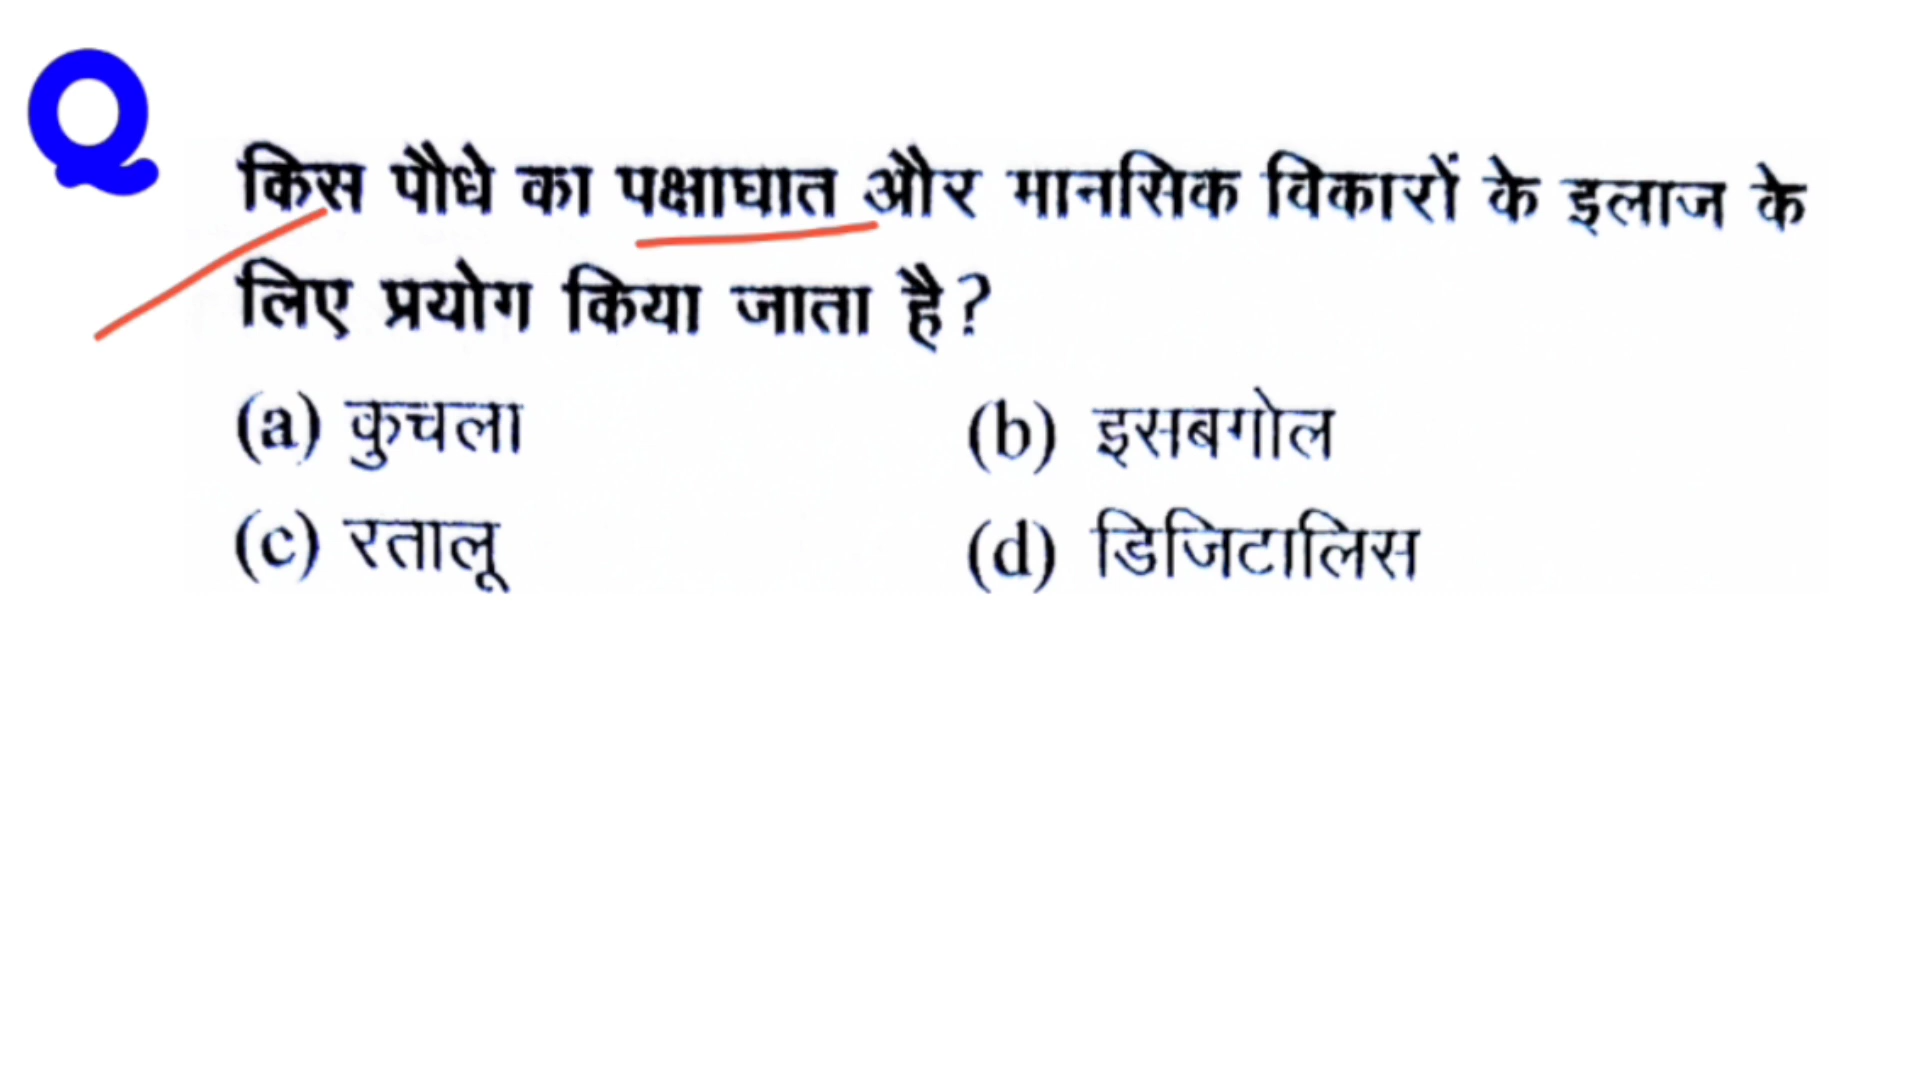 Q
किस पौधे का पक्षाघात और मानसिक विकारों के इलाज के
लिए प्रयोग किया जाता है?
(a) कुचला (b) इसबगोल
(c) रतालू (d) डिजिटालिस